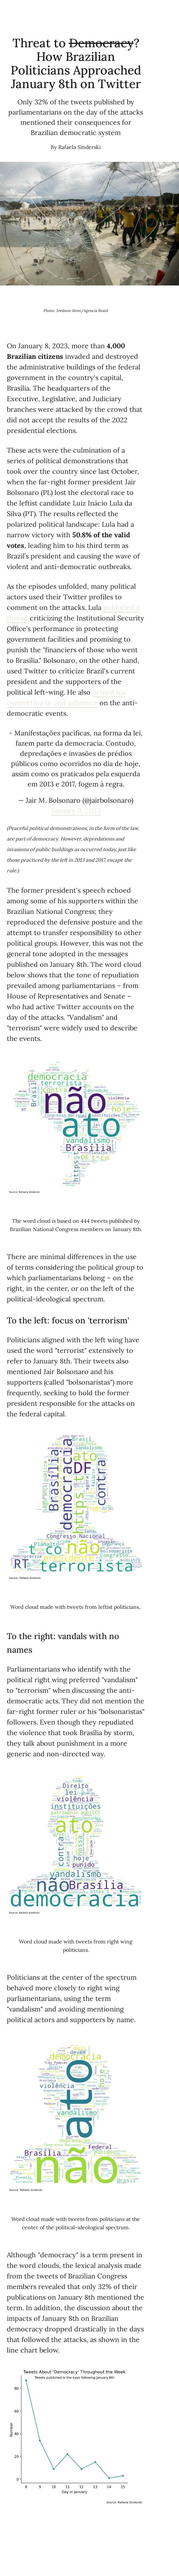 Threat to Democracy?
How Brazilian
Politicians Approached
January 8th on Twitter
Only 32% of the tweets published by
parliamentarians on the day of the attacks
mentioned their consequences for
Brazilian democratic system
By Rafaela Sinderski
On January 8, 2023, more than 4,000
Brazilian citizens invaded and destroyed
the administrative buildings of the federal
government in the country's capital,
Brasília. The headquarters of the
Executive, Legislative, and Judiciary
branches were attacked by the crowd that
did not accept the results of the 2022
presidential elections.
These acts were the culmination of a
series of political demonstrations that
took over the country since last October,
when the far-right former president Jair
Bolsonaro (PL) lost the electoral race to
the leftist candidate Luiz Inácio Lula da
Silva (PT). The results reflected the
polarized political landscape: Lula had a
narrow victory with 50.8% of the valid
votes, leading him to his third term as
Brazil's president and causing the wave of
violent and anti-democratic outbreaks.
As the episodes unfolded, many political
actors used their Twitter profiles to
comment on the attacks. Lula published a
thread criticizing the Institutional Security
Office's performance in protecting
government facilities and promising to
punish the "financiers of those who went
to Brasília." Bolsonaro, on the other hand,
used Twitter to criticize Brazil's current
president and the supporters of the
political left-wing. He also denied his
connection to and influence on the anti-
democratic events.
- Manifestações pacíficas, na forma da lei,
fazem parte da democracia. Contudo,
depredações e invasões de prédios
públicos como ocorridos no dia de hoje,
assim como os praticados pela esquerda
em 2013 e 2017, fogem à regra.
— Jair M. Bolsonaro (@jairbolsonaro)
January 9, 2023
(Peaceful political demonstrations, in the form of the law,
are part of democracy. However, depredations and
invasions of public buildings as occurred today, just like
those practiced by the left in 2013 and 2017, escape the
rule.)
The former president's speech echoed
among some of his supporters within the
Brazilian National Congress; they
reproduced the defensive posture and the
attempt to transfer responsibility to other
political groups. However, this was not the
general tone adopted in the messages
published on January 8th. The word cloud
below shows that the tone of repudiation
prevailed among parliamentarians – from
House of Representatives and Senate –
who had active Twitter accounts on the
day of the attacks. "Vandalism" and
"terrorism" were widely used to describe
the events.
democracia
terrorista
contra
Brasil
não
violência
hoje
ato
vandalismo
Brasília
DF
t co
https
Source: Rafaela Sinderski
The word cloud is based on 444 tweets published by
Brazilian National Congress members on January 8th.
There are minimal differences in the use
of terms considering the political group to
which parliamentarians belong – on the
right, in the center, or on the left of the
political-ideological spectrum.
To the left: focus on 'terrorism'
Politicians aligned with the left wing have
used the word "terrorist" extensively to
refer to January 8th. Their tweets also
mentioned Jair Bolsonaro and his
supporters (called "bolsonarists") more
frequently, seeking to hold the former
president responsible for the attacks on
the federal capital.
Brasil
vandalismo
ato
DF
Brasília
democracia
https
contra
Congresso Nacional
t co
não
Planalto
presidente
RT
terrorista
Source: Rafaela Sinderski
Word cloud made with tweets from leftist politicians.
To the right: vandals with no
names
Parliamentarians who identify with the
political right wing preferred "vandalism"
to "terrorism" when discussing the anti-
democratic acts. They did not mention the
far-right former ruler or his "bolsonaristas"
followers. Even though they repudiated
the violence that took Brasília by storm,
they talk about punishment in a more
generic and non-directed way.
Direito
lei
violência
instituições
ato
contra
hoje
punido
vandalismo
não
Brasília
democracia
Source: Rafaela Sinderski
Word cloud made with tweets from right wing
politicians.
Politicians at the center of the spectrum
behaved more closely to right wing
parliamentarians, using the term
"vandalism" and avoiding mentioning
political actors and supporters by name.
democracia
violência
ato
hoje
vandalismo
Federal
Brasília
não
Source: Rafaela Sinderski
Word cloud made with tweets from politicians at the
center of the political-ideological spectrum.
Although "democracy" is a term present in
the word clouds, the lexical analysis made
from the tweets of Brazilian Congress
members revealed that only 32% of their
publications on January 8th mentioned the
term. In addition, the discussion about the
impacts of January 8th on Brazilian
democracy dropped drastically in the days
that followed the attacks, as shown in the
line chart below.
Tweets About 'Democracy' Throughout the Week
Tweets published in the days following January 8th
Number
80
60
40
20
0
8 9 10 11 12 13 14 15
Day in January
Source: Rafaela Sinderski